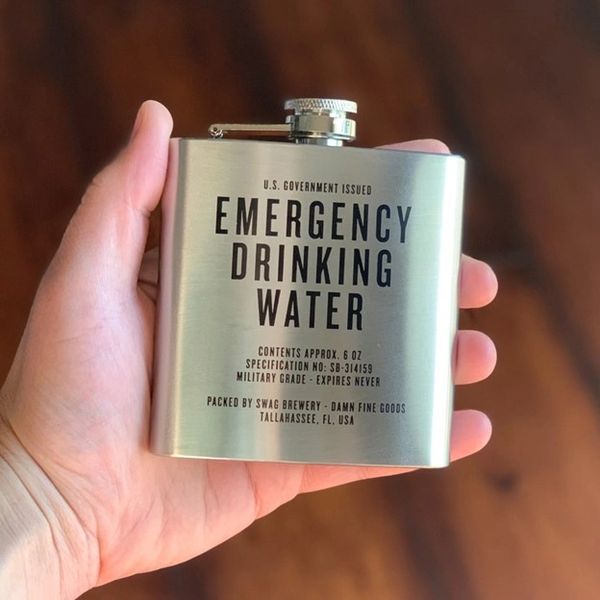 U.S. GOVERNMENT ISSUED
EMERGENCY
DRINKING
WATER
CONTENTS APPROX. 6 OZ
SPECIFICATION NO: SB-314159
MILITARY GRADE - EXPIRES NEVER
PACKED BY SWAG BREWERY - DAMN FINE GOODS
TALLAHASSEE, FL, USA